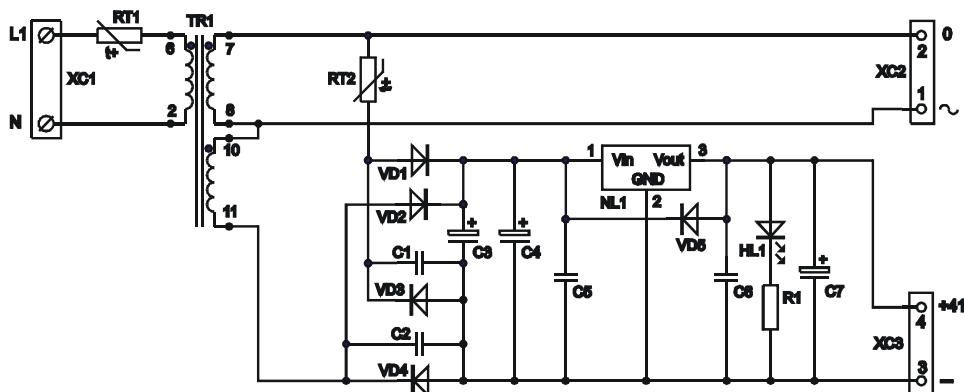 L1
RT1
t+
TR1
6
7
XC1
RT2
±t
XC2
0
2
1
~
N
2
8
10
11
1
Vin
Vout
3
GND
NL1
2
VD1
VD2
+
C3
+
C4
VD5
HL1
+
C1
C5
C6
R1
C7
VD3
C2
VD4
XC3
+41
4
3
–